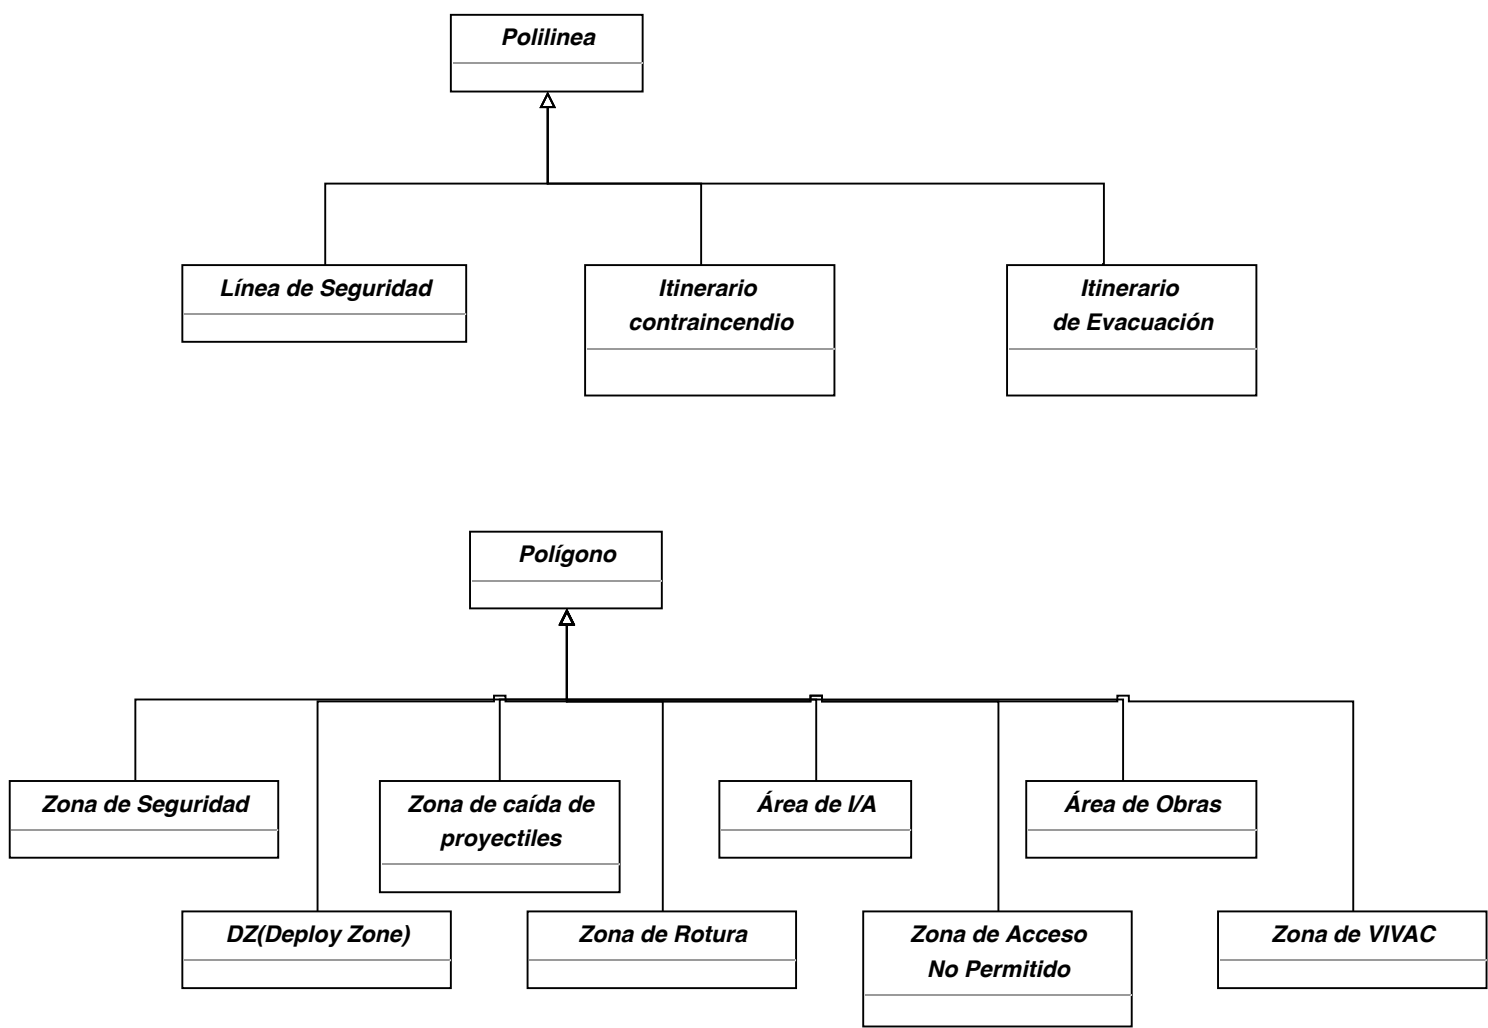 Polilinea
Línea de Seguridad
Itinerario
contraincendio
Itinerario
de Evacuación
Polígono
Zona de Seguridad
Zona de caída de
proyectiles
Área de I/A
Área de Obras
DZ(Deploy Zone)
Zona de Rotura
Zona de Acceso
No Permitido
Zona de VIVAC